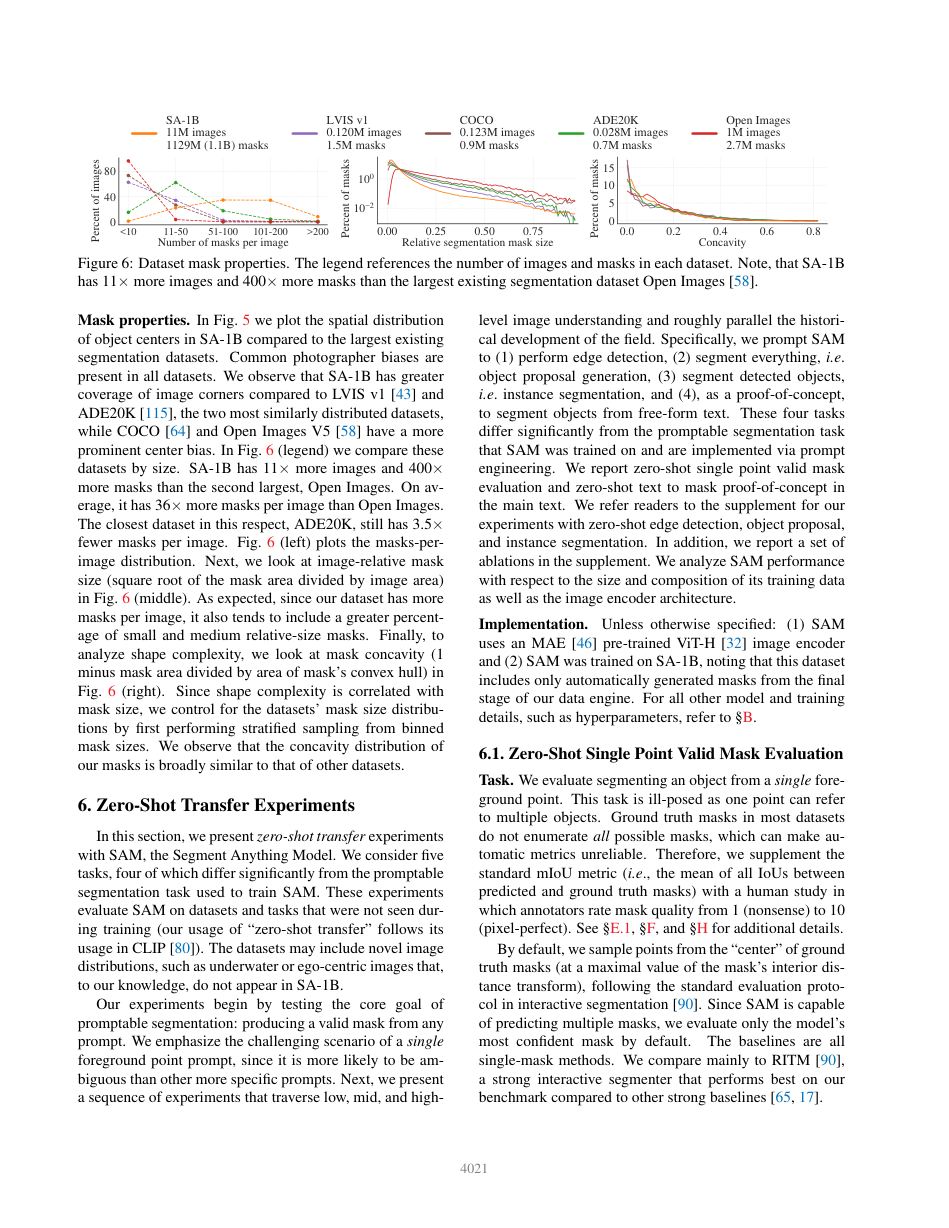 SA-1B
11M images
1129M (1.1B) masks
LVIS v1
0.120M images
1.5M masks
COCO
0.123M images
0.9M masks
ADE20K
0.028M images
0.7M masks
Open Images
1M images
2.7M masks
Percent of images
80
40
0
<10 11-50 51-100 101-200 >200
Number of masks per image
Percent of masks
10⁰
10⁻²
0.00 0.25 0.50 0.75
Relative segmentation mask size
Percent of masks
15
10
5
0
0.0 0.2 0.4 0.6 0.8
Concavity
Figure 6: Dataset mask properties. The legend references the number of images and masks in each dataset. Note, that SA-1B
has 11× more images and 400× more masks than the largest existing segmentation dataset Open Images [58].
Mask properties. In Fig. 5 we plot the spatial distribution
of object centers in SA-1B compared to the largest existing
segmentation datasets. Common photographer biases are
present in all datasets. We observe that SA-1B has greater
coverage of image corners compared to LVIS v1 [43] and
ADE20K [115], the two most similarly distributed datasets,
while COCO [64] and Open Images V5 [58] have a more
prominent center bias. In Fig. 6 (legend) we compare these
datasets by size. SA-1B has 11× more images and 400×
more masks than the second largest, Open Images. On av-
erage, it has 36× more masks per image than Open Images.
The closest dataset in this respect, ADE20K, still has 3.5×
fewer masks per image. Fig. 6 (left) plots the masks-per-
image distribution. Next, we look at image-relative mask
size (square root of the mask area divided by image area)
in Fig. 6 (middle). As expected, since our dataset has more
masks per image, it also tends to include a greater percent-
age of small and medium relative-size masks. Finally, to
analyze shape complexity, we look at mask concavity (1
minus mask area divided by area of mask's convex hull) in
Fig. 6 (right). Since shape complexity is correlated with
mask size, we control for the datasets' mask size distribu-
tions by first performing stratified sampling from binned
mask sizes. We observe that the concavity distribution of
our masks is broadly similar to that of other datasets.
6. Zero-Shot Transfer Experiments
In this section, we present zero-shot transfer experiments
with SAM, the Segment Anything Model. We consider five
tasks, four of which differ significantly from the promptable
segmentation task used to train SAM. These experiments
evaluate SAM on datasets and tasks that were not seen dur-
ing training (our usage of “zero-shot transfer” follows its
usage in CLIP [80]). The datasets may include novel image
distributions, such as underwater or ego-centric images that,
to our knowledge, do not appear in SA-1B.
Our experiments begin by testing the core goal of
promptable segmentation: producing a valid mask from any
prompt. We emphasize the challenging scenario of a single
foreground point prompt, since it is more likely to be am-
biguous than other more specific prompts. Next, we present
a sequence of experiments that traverse low, mid, and high-
level image understanding and roughly parallel the histori-
cal development of the field. Specifically, we prompt SAM
to (1) perform edge detection, (2) segment everything, i.e.
object proposal generation, (3) segment detected objects,
i.e. instance segmentation, and (4), as a proof-of-concept,
to segment objects from free-form text. These four tasks
differ significantly from the promptable segmentation task
that SAM was trained on and are implemented via prompt
engineering. We report zero-shot single point valid mask
evaluation and zero-shot text to mask proof-of-concept in
the main text. We refer readers to the supplement for our
experiments with zero-shot edge detection, object proposal,
and instance segmentation. In addition, we report a set of
ablations in the supplement. We analyze SAM performance
with respect to the size and composition of its training data
as well as the image encoder architecture.
Implementation. Unless otherwise specified: (1) SAM
uses an MAE [46] pre-trained ViT-H [32] image encoder
and (2) SAM was trained on SA-1B, noting that this dataset
includes only automatically generated masks from the final
stage of our data engine. For all other model and training
details, such as hyperparameters, refer to §B.
6.1. Zero-Shot Single Point Valid Mask Evaluation
Task. We evaluate segmenting an object from a single fore-
ground point. This task is ill-posed as one point can refer
to multiple objects. Ground truth masks in most datasets
do not enumerate all possible masks, which can make au-
tomatic metrics unreliable. Therefore, we supplement the
standard mIoU metric (i.e., the mean of all IoUs between
predicted and ground truth masks) with a human study in
which annotators rate mask quality from 1 (nonsense) to 10
(pixel-perfect). See §E.1, §F, and §H for additional details.
By default, we sample points from the “center” of ground
truth masks (at a maximal value of the mask's interior dis-
tance transform), following the standard evaluation proto-
col in interactive segmentation [90]. Since SAM is capable
of predicting multiple masks, we evaluate only the model's
most confident mask by default. The baselines are all
single-mask methods. We compare mainly to RITM [90],
a strong interactive segmenter that performs best on our
benchmark compared to other strong baselines [65, 17].
4021